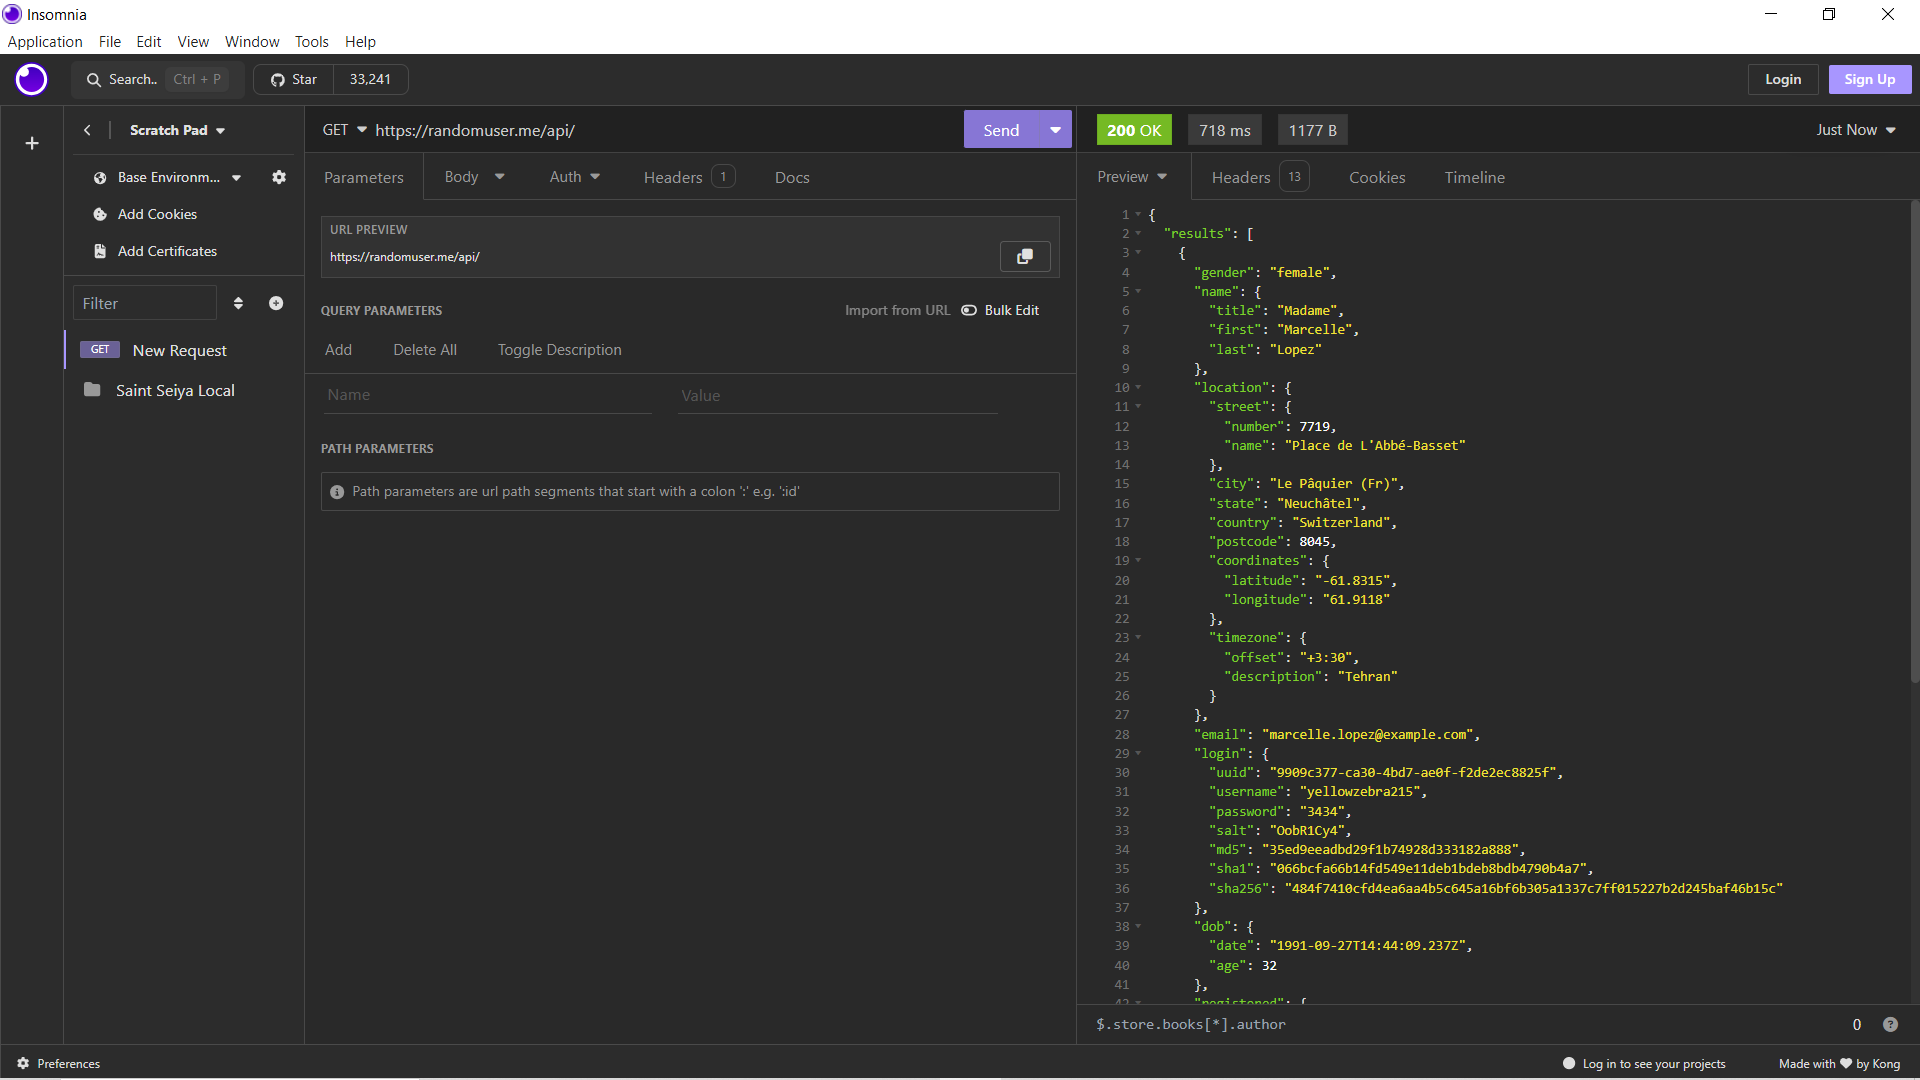 Insomnia
Application File Edit View Window Tools Help
Search.. Ctrl + P Star 33,241 Login Sign Up
Scratch Pad
Base Environm...
Add Cookies
Add Certificates
Filter
GET New Request
Saint Seiya Local
GET https://randomuser.me/api/ Send
Parameters Body Auth Headers 1 Docs
URL PREVIEW
https://randomuser.me/api/
QUERY PARAMETERS Import from URL Bulk Edit
Add Delete All Toggle Description
Name Value
PATH PARAMETERS
Path parameters are url path segments that start with a colon ':' e.g. ':id'
200 OK 718 ms 1177 B Just Now
Preview Headers 13 Cookies Timeline
1 {
2 "results": [
3 {
4 "gender": "female",
5 "name": {
6 "title": "Madame",
7 "first": "Marcelle",
8 "last": "Lopez"
9 },
10 "location": {
11 "street": {
12 "number": 7719,
13 "name": "Place de L'Abbé-Basset"
14 },
15 "city": "Le Pâquier (Fr)",
16 "state": "Neuchâtel",
17 "country": "Switzerland",
18 "postcode": 8045,
19 "coordinates": {
20 "latitude": "-61.8315",
21 "longitude": "61.9118"
22 },
23 "timezone": {
24 "offset": "+3:30",
25 "description": "Tehran"
26 }
27 },
28 "email": "marcelle.lopez@example.com",
29 "login": {
30 "uuid": "9909c377-ca30-4bd7-ae0f-f2de2ec8825f",
31 "username": "yellowzebra215",
32 "password": "3434",
33 "salt": "OobR1Cy4",
34 "md5": "35ed9eeadbd29f1b74928d333182a888",
35 "sha1": "066bcfa66b14fd549e11deb1bdeb8bdb4790b4a7",
36 "sha256": "484f7410cfd4ea6aa4b5c645a16bf6b305a1337c7ff015227b2d245baf46b15c"
37 },
38 "dob": {
39 "date": "1991-09-27T14:44:09.237Z",
40 "age": 32
41 },
42 "registered": {
$.store.books[*].author 0
Preferences Log in to see your projects Made with by Kong